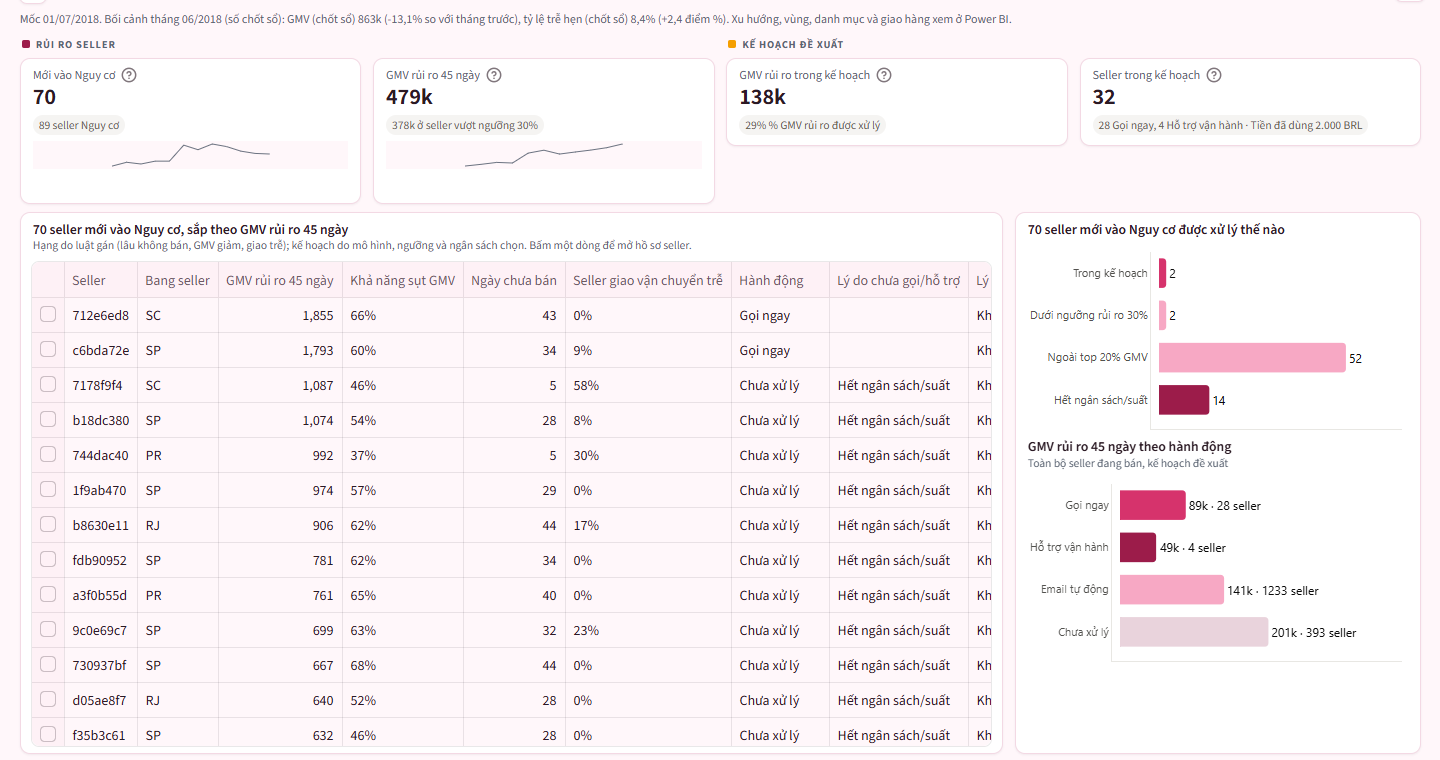 Mốc 01/07/2018. Bối cảnh tháng 06/2018 (số chốt sổ): GMV (chốt sổ) 863k (-13,1% so với tháng trước), tỷ lệ trễ hẹn (chốt sổ) 8,4% (+2,4 điểm %). Xu hướng, vùng, danh mục và giao hàng xem ở Power BI.
RỦI RO SELLER
KẾ HOẠCH ĐỀ XUẤT
Mới vào Nguy cơ ?
70
89 seller Nguy cơ
GMV rủi ro 45 ngày ?
479k
378k ở seller vượt ngưỡng 30%
GMV rủi ro trong kế hoạch ?
138k
29% % GMV rủi ro được xử lý
Seller trong kế hoạch ?
32
28 Gọi ngay, 4 Hỗ trợ vận hành · Tiền đã dùng 2.000 BRL
70 seller mới vào Nguy cơ, sắp theo GMV rủi ro 45 ngày
Hạng do luật gán (lâu không bán, GMV giảm, giao trễ); kế hoạch do mô hình, ngưỡng và ngân sách chọn. Bấm một dòng để mở hồ sơ seller.
Seller Bang seller GMV rủi ro 45 ngày Khả năng sụt GMV Ngày chưa bán Seller giao vận chuyển trễ Hành động Lý do chưa gọi/hỗ trợ Lý
712e6ed8 SC 1,855 66% 43 0% Gọi ngay Kh
c6bda72e SP 1,793 60% 34 9% Gọi ngay Kh
7178f9f4 SC 1,087 46% 5 58% Chưa xử lý Hết ngân sách/suất Kh
b18dc380 SP 1,074 54% 28 8% Chưa xử lý Hết ngân sách/suất Kh
744dac40 PR 992 37% 5 30% Chưa xử lý Hết ngân sách/suất Kh
1f9ab470 SP 974 57% 29 0% Chưa xử lý Hết ngân sách/suất Kh
b8630e11 RJ 906 62% 44 17% Chưa xử lý Hết ngân sách/suất Kh
fdb90952 SP 781 62% 34 0% Chưa xử lý Hết ngân sách/suất Kh
a3f0b55d PR 761 65% 40 0% Chưa xử lý Hết ngân sách/suất Kh
9c0e69c7 SP 699 63% 32 23% Chưa xử lý Hết ngân sách/suất Kh
730937bf SP 667 68% 44 0% Chưa xử lý Hết ngân sách/suất Kh
d05ae8f7 RJ 640 52% 28 0% Chưa xử lý Hết ngân sách/suất Kh
f35b3c61 SP 632 46% 28 0% Chưa xử lý Hết ngân sách/suất Kh
70 seller mới vào Nguy cơ được xử lý thế nào
Trong kế hoạch 2
Dưới ngưỡng rủi ro 30% 2
Ngoài top 20% GMV 52
Hết ngân sách/suất 14
GMV rủi ro 45 ngày theo hành động
Toàn bộ seller đang bán, kế hoạch đề xuất
Gọi ngay 89k · 28 seller
Hỗ trợ vận hành 49k · 4 seller
Email tự động 141k · 1233 seller
Chưa xử lý 201k · 393 seller